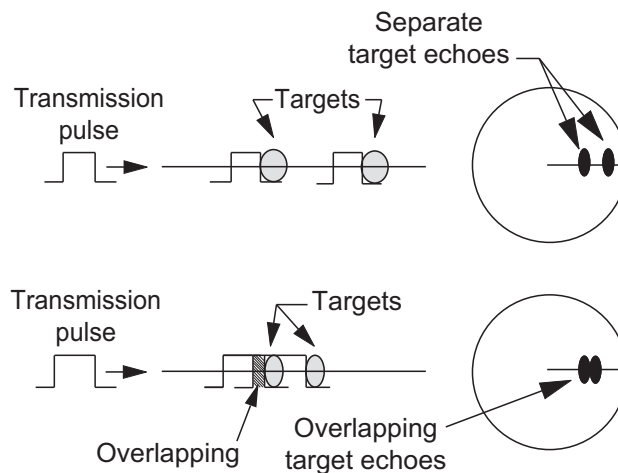 Separate
target echoes
Transmission
pulse
Targets
Transmission
pulse
Targets
Overlapping
Overlapping
target echoes